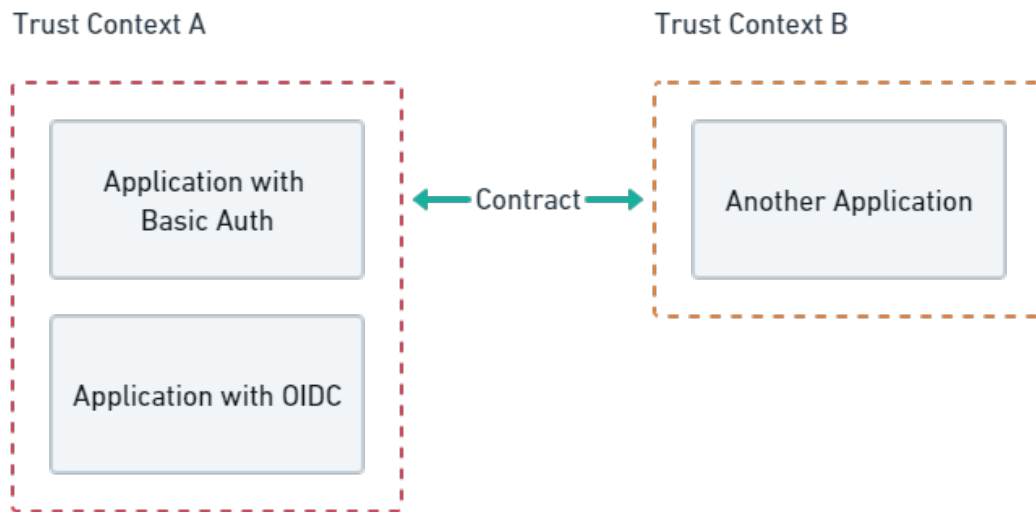 Trust Context A
Trust Context B
Application with
Basic Auth
Contract
Another Application
Application with OIDC